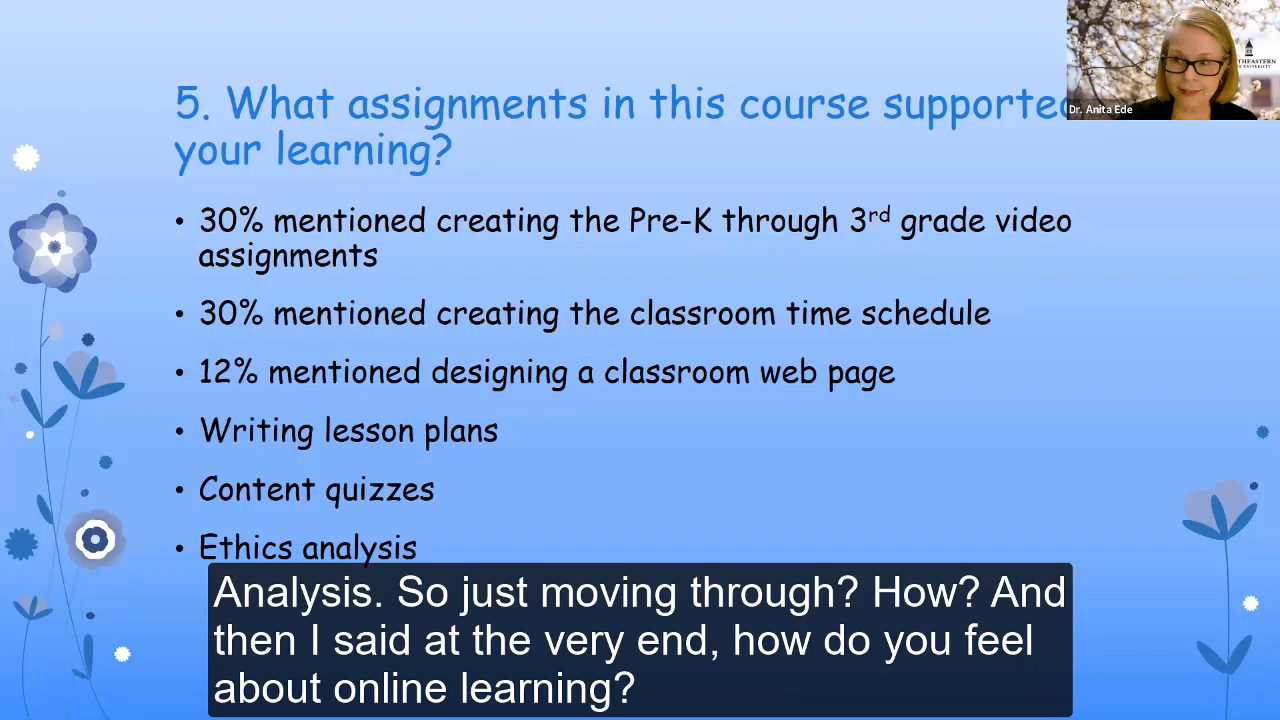 5. What assignments in this course supported
your learning?
Dr. Anita Ede
• 30% mentioned creating the Pre-K through 3rd grade video
assignments
• 30% mentioned creating the classroom time schedule
• 12% mentioned designing a classroom web page
• Writing lesson plans
• Content quizzes
• Ethics analysis
Analysis. So just moving through? How? And
then I said at the very end, how do you feel
about online learning?